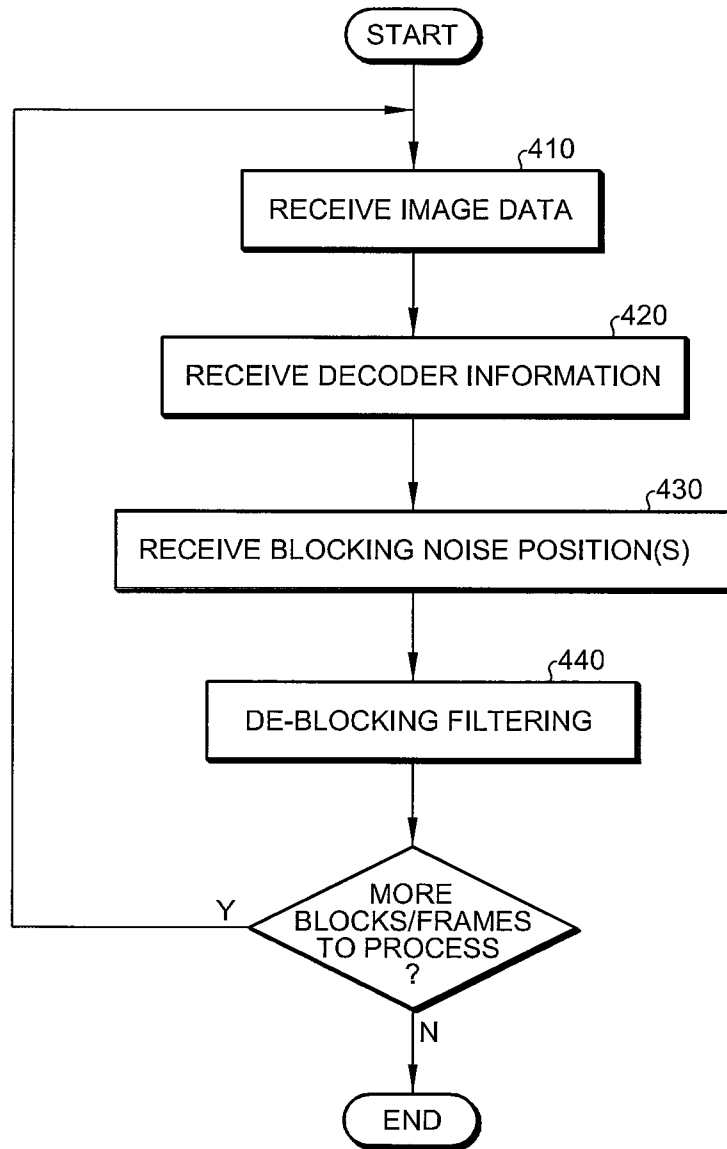 START
410
RECEIVE IMAGE DATA
420
RECEIVE DECODER INFORMATION
430
RECEIVE BLOCKING NOISE POSITION(S)
440
DE-BLOCKING FILTERING
MORE
BLOCKS/FRAMES
TO PROCESS
?
Y
N
END